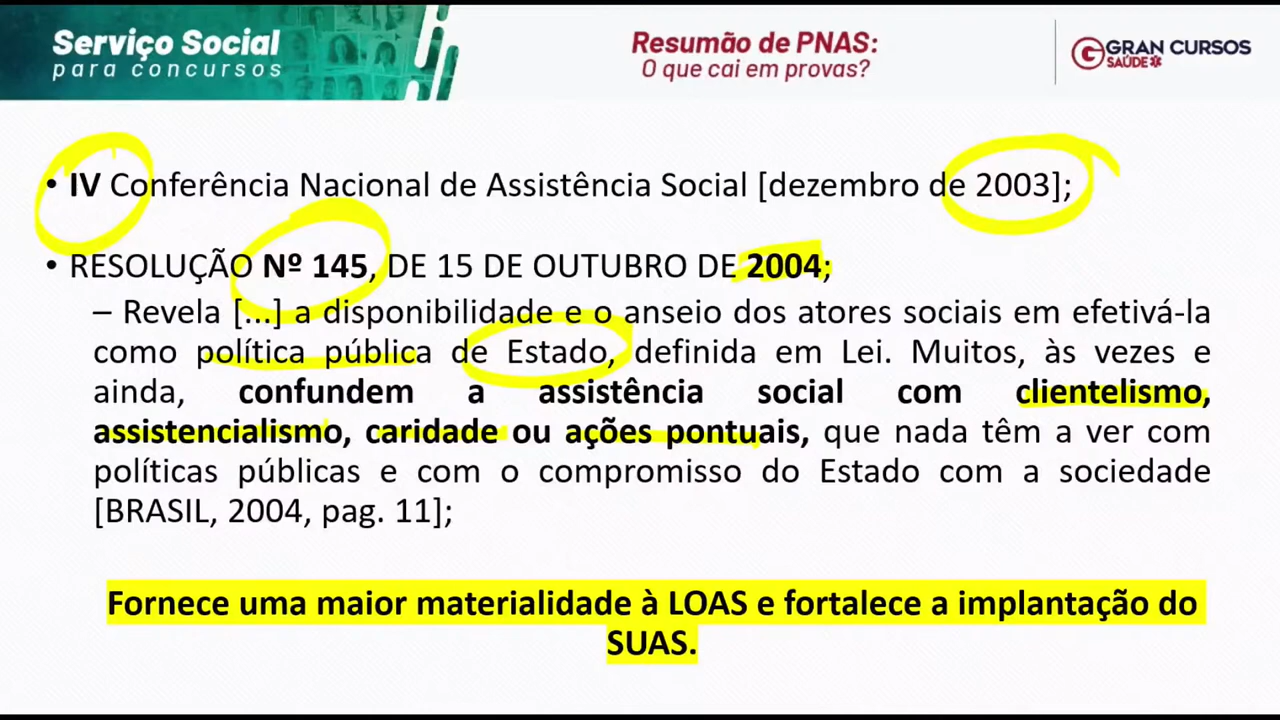 Serviço Social
para concursos
Resumão de PNAS:
O que cai em provas?
GRAN CURSOS
SAÚDE
• IV Conferência Nacional de Assistência Social [dezembro de 2003];
• RESOLUÇÃO Nº 145, DE 15 DE OUTUBRO DE 2004;
– Revela [...] a disponibilidade e o anseio dos atores sociais em efetivá-la
como política pública de Estado, definida em Lei. Muitos, às vezes e
ainda, confundem a assistência social com clientelismo,
assistencialismo, caridade ou ações pontuais, que nada têm a ver com
políticas públicas e com o compromisso do Estado com a sociedade
[BRASIL, 2004, pag. 11];
Fornece uma maior materialidade à LOAS e fortalece a implantação do
SUAS.